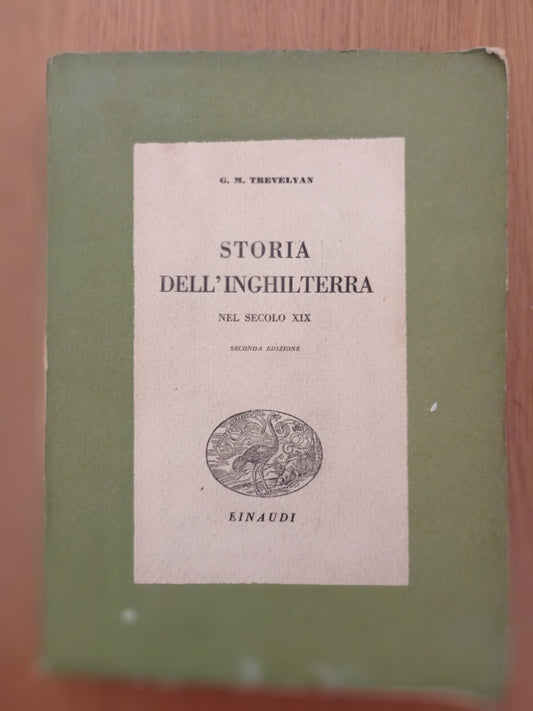 G. M. TREVELYAN
STORIA
DELL'INGHILTERRA
NEL SECOLO XIX
SECONDA EDIZIONE
EINAUDI